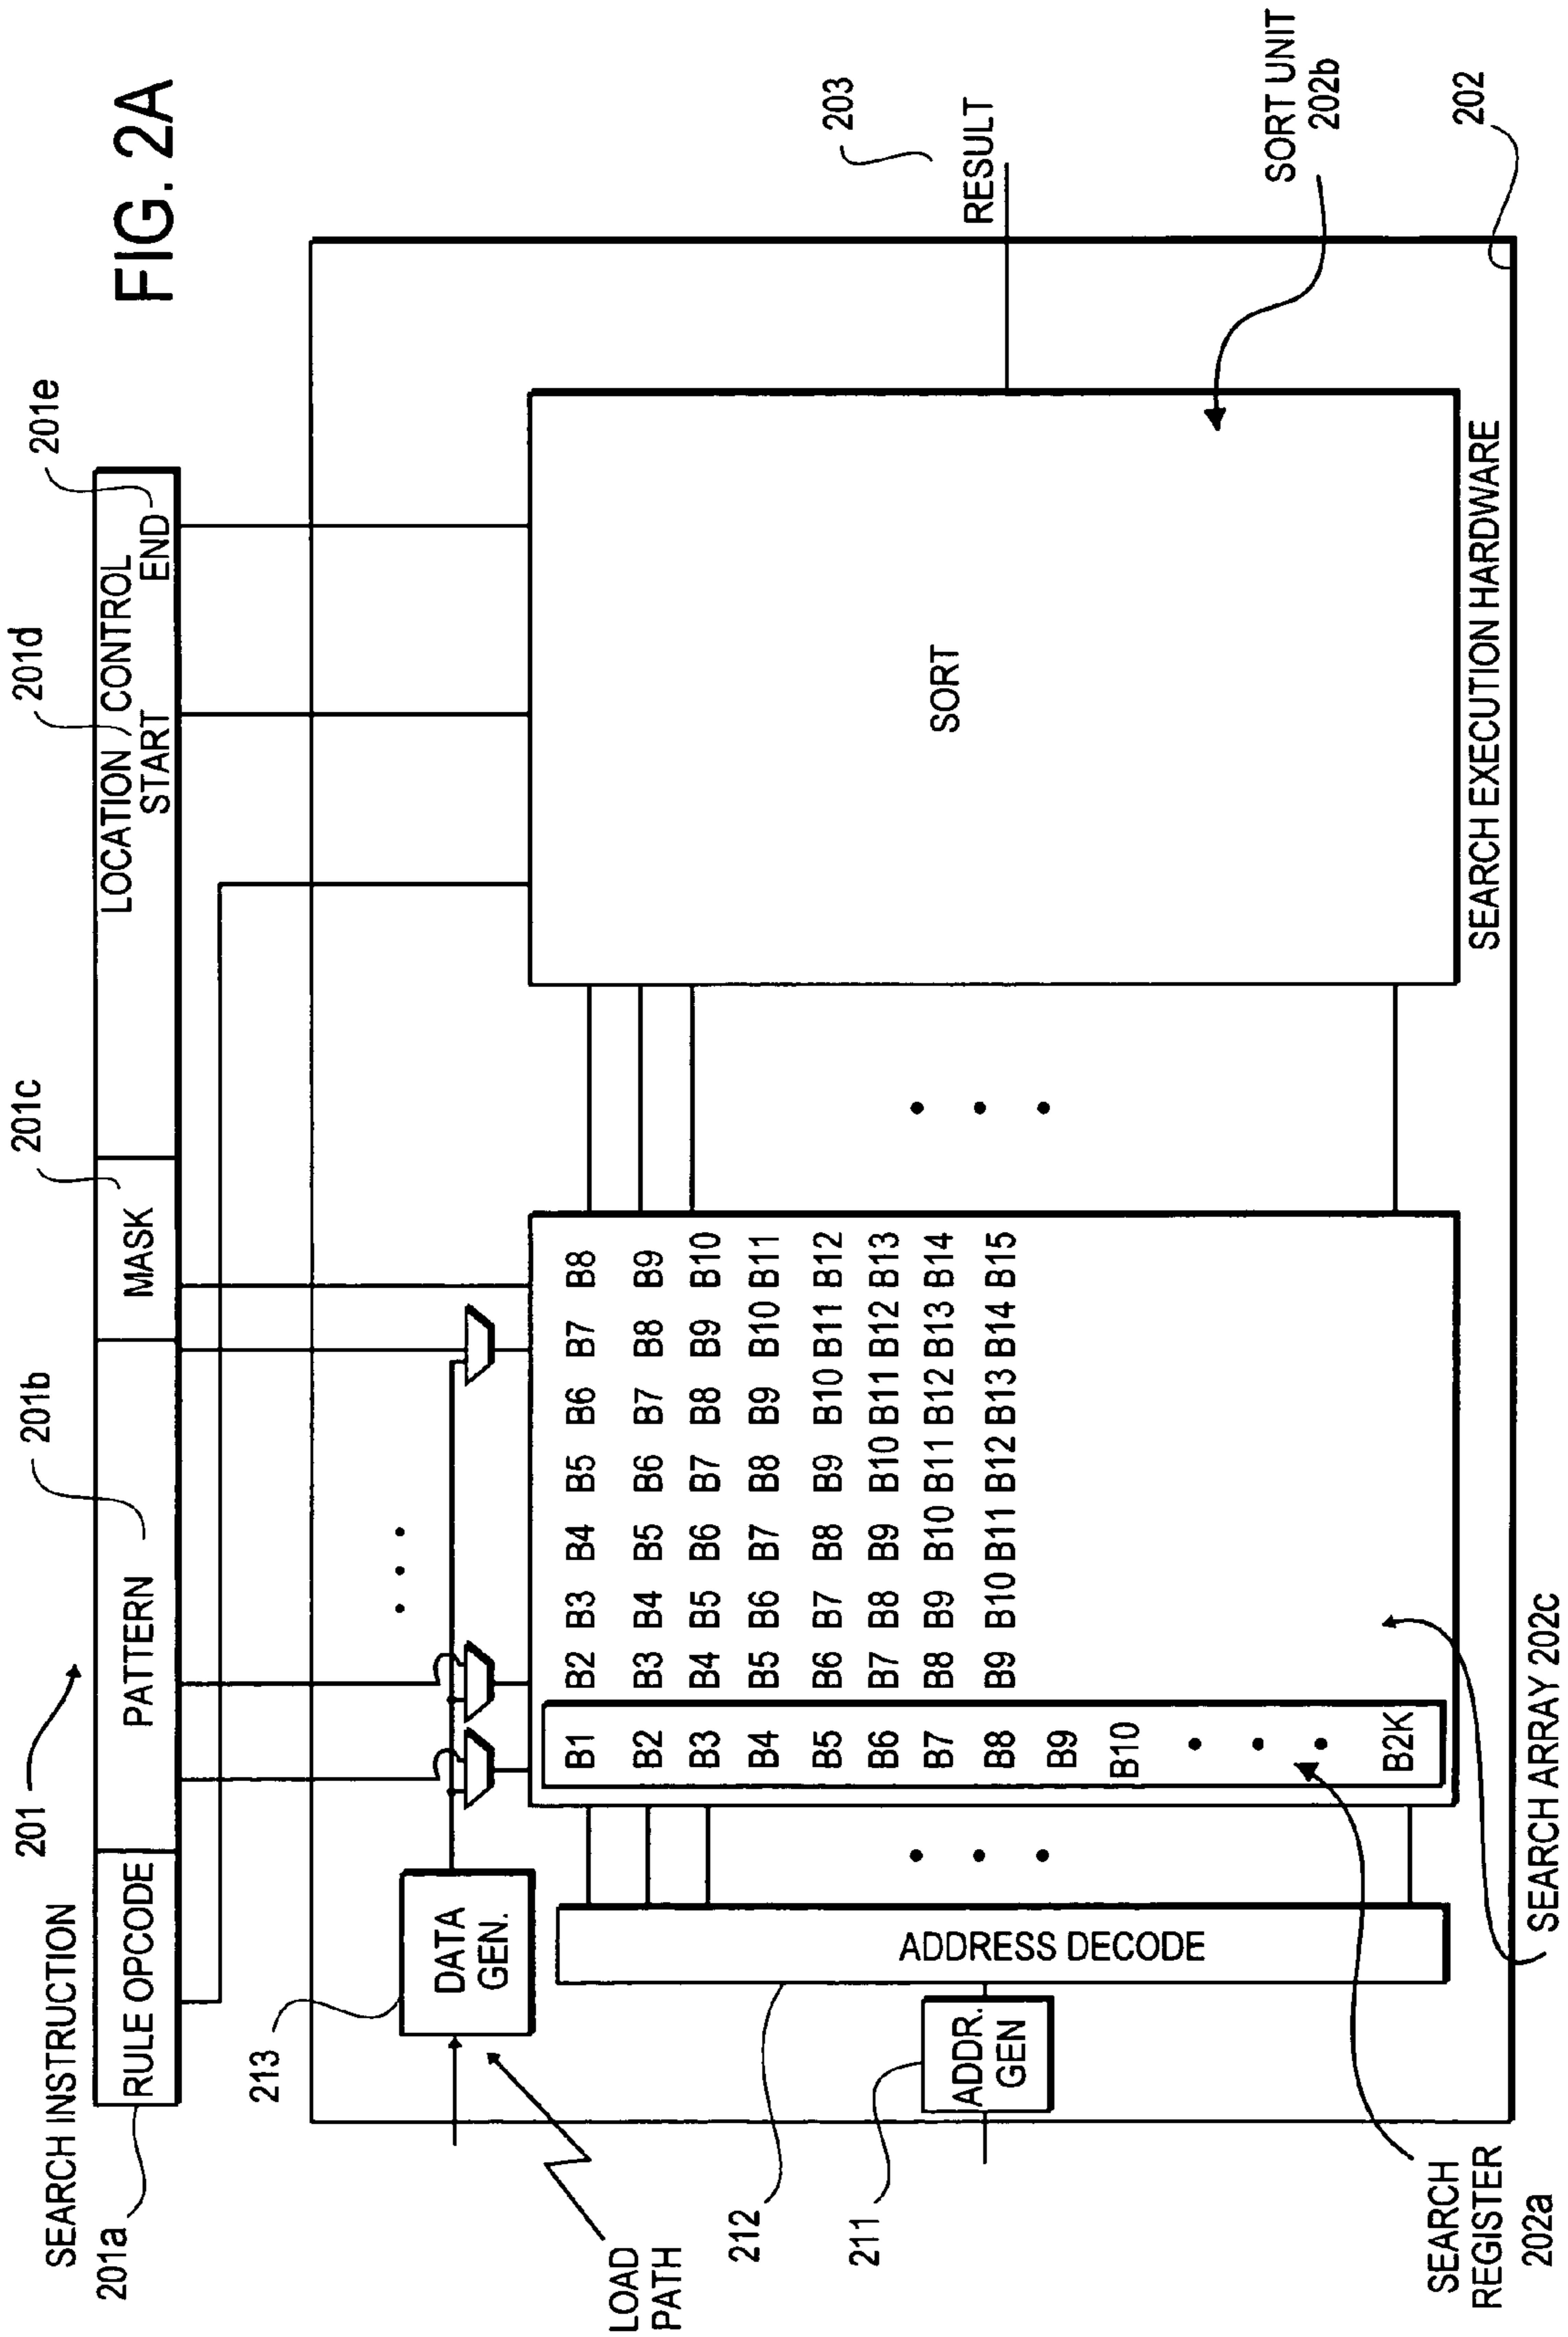 FIG. 2A
SEARCH INSTRUCTION
201
201a
201b
201c
201d
201e
RULE OPCODE
PATTERN
MASK
LOCATION / CONTROL
START
END
213
DATA
GEN.
LOAD
PATH
212
211
ADDR.
GEN
ADDRESS DECODE
B1 B2 B3 B4 B5 B6 B7 B8
B2 B3 B4 B5 B6 B7 B8 B9
B3 B4 B5 B6 B7 B8 B9 B10
B4 B5 B6 B7 B8 B9 B10 B11
B5 B6 B7 B8 B9 B10 B11 B12
B6 B7 B8 B9 B10 B11 B12 B13
B7 B8 B9 B10 B11 B12 B13 B14
B8 B9 B10 B11 B12 B13 B14 B15
B9
B10
B2K
SORT
RESULT
203
SORT UNIT
202b
202
SEARCH EXECUTION HARDWARE
SEARCH
REGISTER
202a
SEARCH ARRAY 202c